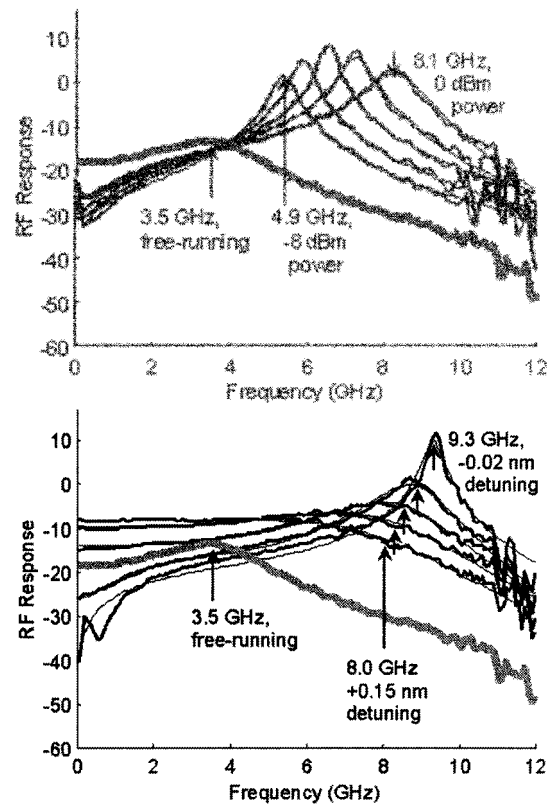 10
0
-10
-20
-30
-40
-50
-60
RF Response
8.1 GHz,
0 dBm
power
3.5 GHz,
free-running
4.9 GHz,
-8 dBm
power
0 2 4 6 8 10 12
Frequency (GHz)
10
0
-10
-20
-30
-40
-50
-60
RF Response
9.3 GHz,
-0.02 nm
detuning
3.5 GHz,
free-running
8.0 GHz
+0.15 nm
detuning
0 2 4 6 8 10 12
Frequency (GHz)